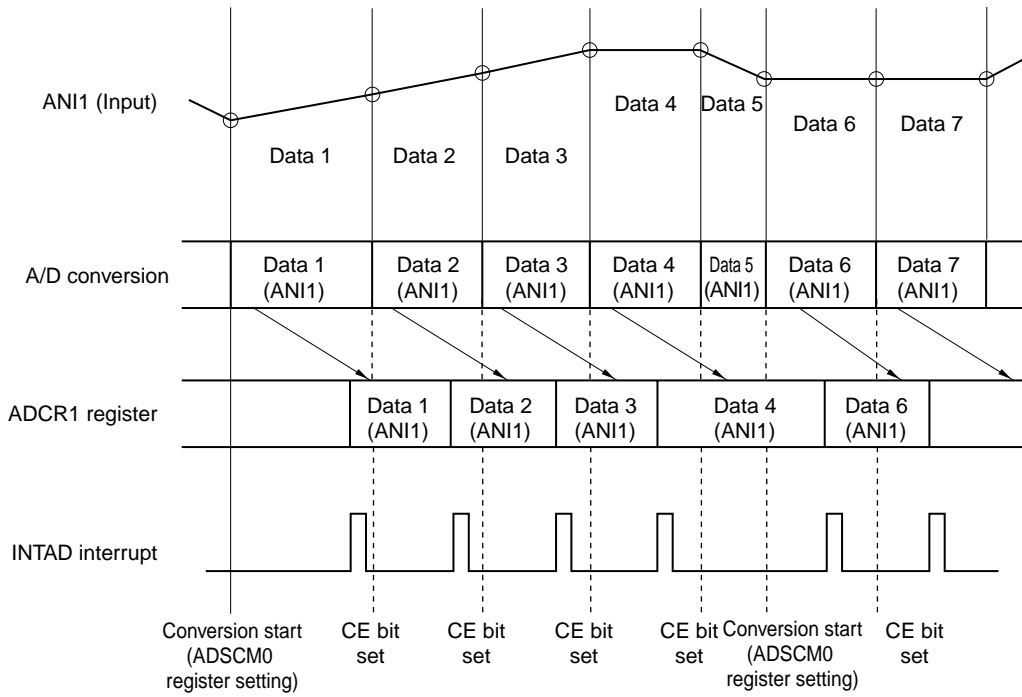 ANI1 (Input)
Data 1
Data 2
Data 3
Data 4
Data 5
Data 6
Data 7
A/D conversion
Data 1
(ANI1)
Data 2
(ANI1)
Data 3
(ANI1)
Data 4
(ANI1)
Data 5
(ANI1)
Data 6
(ANI1)
Data 7
(ANI1)
ADCR1 register
Data 1
(ANI1)
Data 2
(ANI1)
Data 3
(ANI1)
Data 4
(ANI1)
Data 6
(ANI1)
INTAD interrupt
Conversion start
(ADSCM0
register setting)
CE bit
set
CE bit
set
CE bit
set
CE bit
set
Conversion start
(ADSCM0
register setting)
CE bit
set